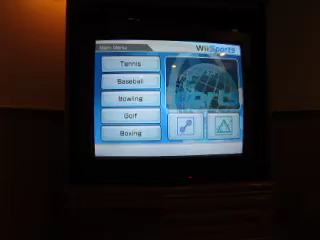 Main Menu
Wii Sports
Tennis
Baseball
Bowling
Golf
Boxing